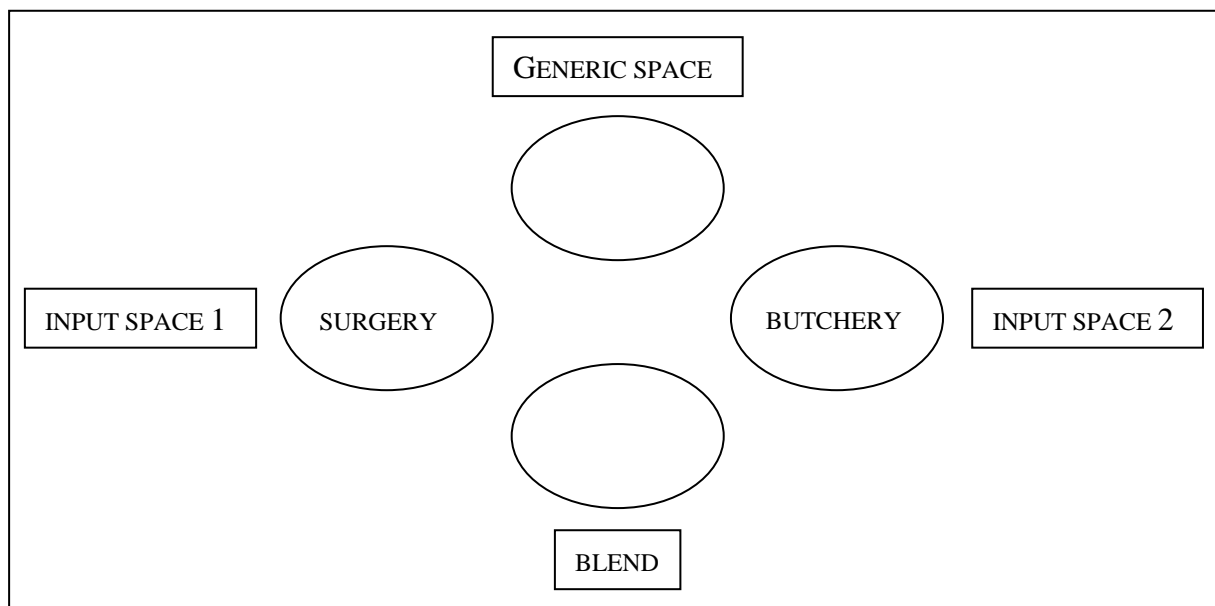 GENERIC SPACE
INPUT SPACE 1
SURGERY
BUTCHERY
INPUT SPACE 2
BLEND